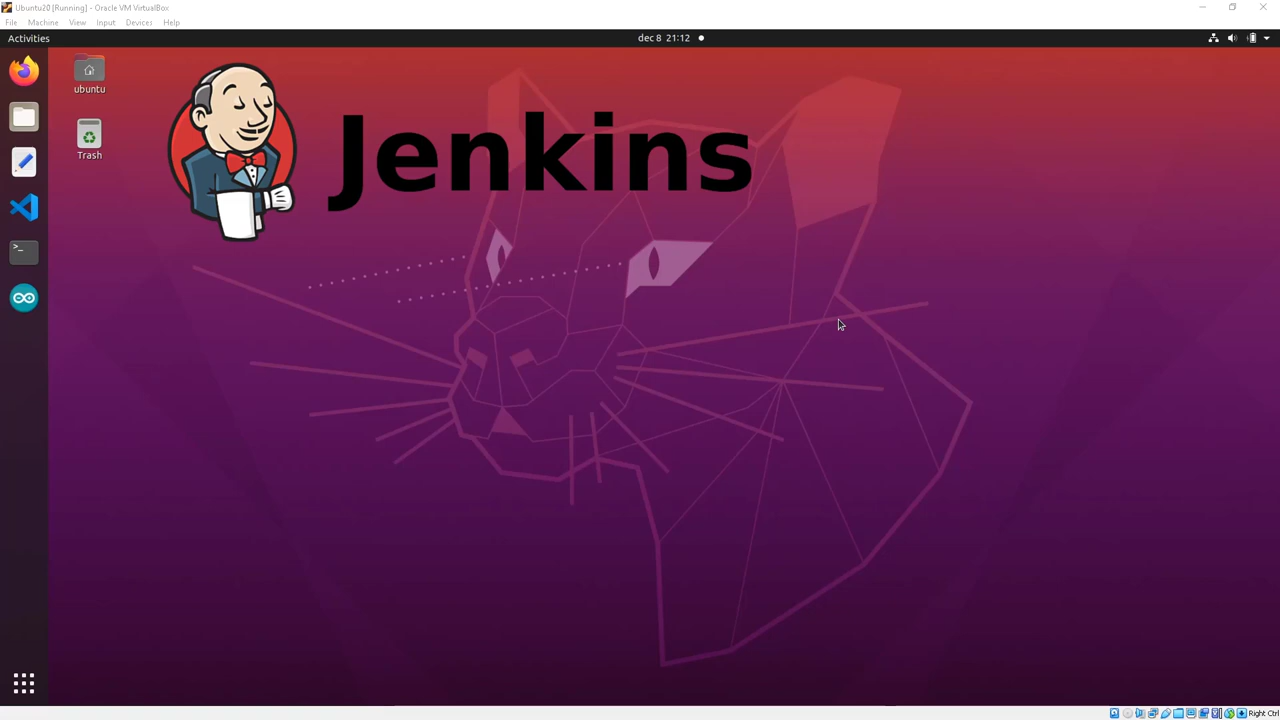 Ubuntu20 [Running] - Oracle VM VirtualBox
File Machine View Input Devices Help
Activities
dec 8 21:12
ubuntu
Jenkins
Trash
>_
Right Ctrl